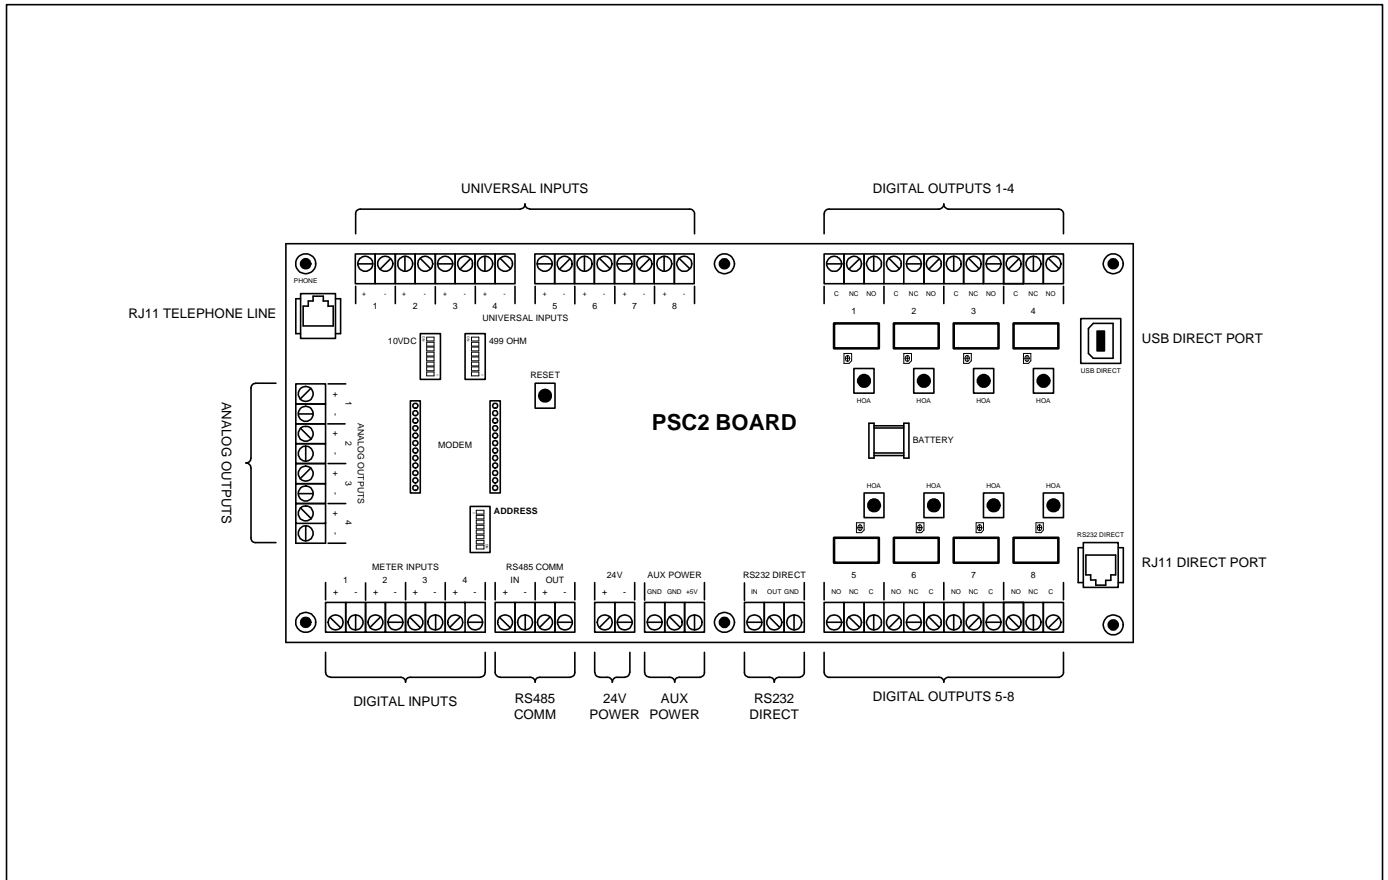 UNIVERSAL INPUTS
DIGITAL OUTPUTS 1-4
PHONE
+ - + - + - + - + - + - + - + -
1 2 3 4 5 6 7 8
UNIVERSAL INPUTS
C NC NO C NC NO C NC NO C NC NO
1 2 3 4
RJ11 TELEPHONE LINE
10VDC
499 OHM
USB DIRECT PORT
USB DIRECT
RESET
HOA HOA HOA HOA
ANALOG OUTPUTS
+ - + - + - + -
1 2 3 4
ANALOG OUTPUTS
MODEM
PSC2 BOARD
BATTERY
HOA HOA HOA HOA
ADDRESS
RS232 DIRECT
RJ11 DIRECT PORT
METER INPUTS
1 2 3 4
+ - + - + - + -
RS485 COMM
IN OUT
+ - + -
24V
+ -
AUX POWER
GND GND +5V
RS232 DIRECT
IN OUT GND
5 6 7 8
NO NC C NO NC C NO NC C NO NC C
DIGITAL INPUTS
RS485
COMM
24V
POWER
AUX
POWER
RS232
DIRECT
DIGITAL OUTPUTS 5-8